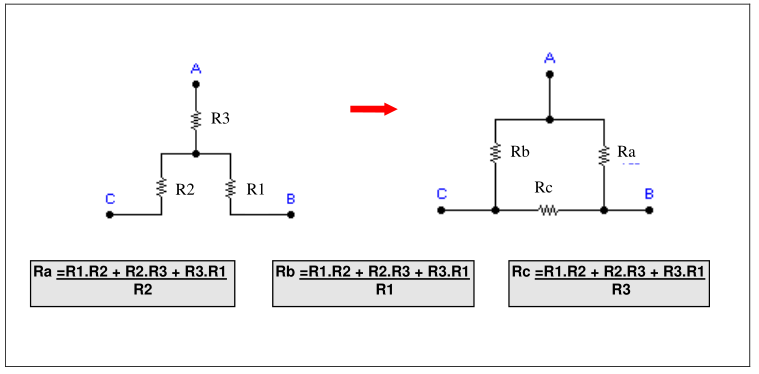 A
R3
C
R2
R1
B
A
Rb
Ra
C
Rc
B
Ra =R1.R2 + R2.R3 + R3.R1
R2
Rb =R1.R2 + R2.R3 + R3.R1
R1
Rc =R1.R2 + R2.R3 + R3.R1
R3